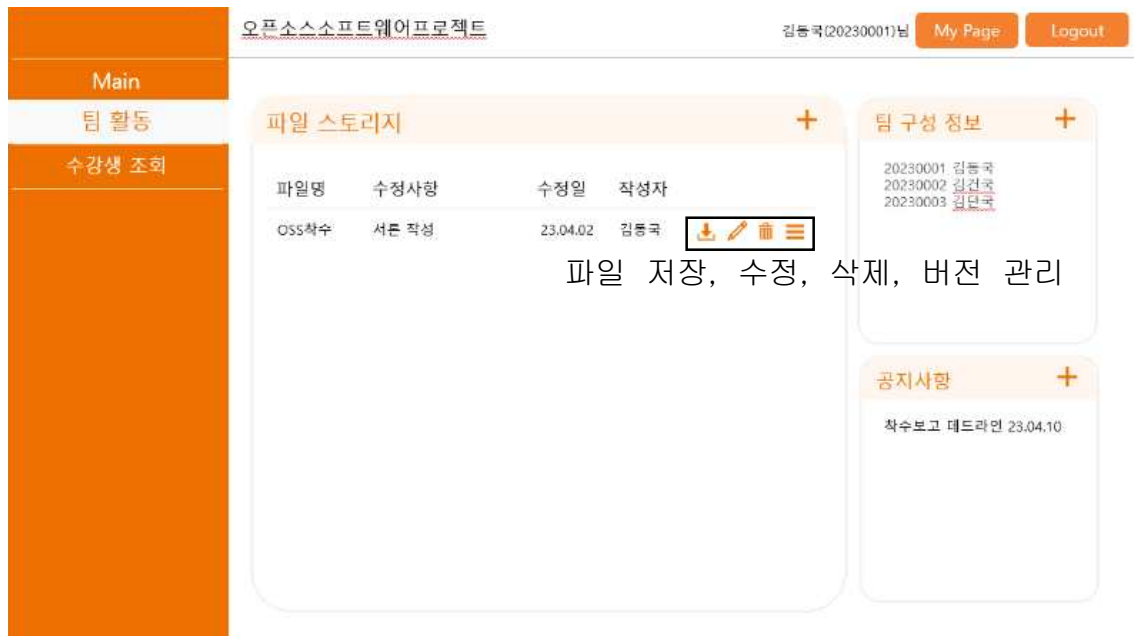 오픈소스소프트웨어프로젝트
김동국(20230001)님
My Page
Logout
Main
팀 활동
수강생 조회
파일 스토리지
파일명 수정사항 수정일 작성자
OSS착수 서론 작성 23.04.02 김동국
파일 저장, 수정, 삭제, 버전 관리
팀 구성 정보
20230001 김동국
20230002 김건국
20230003 김단국
공지사항
착수보고 데드라인 23.04.10